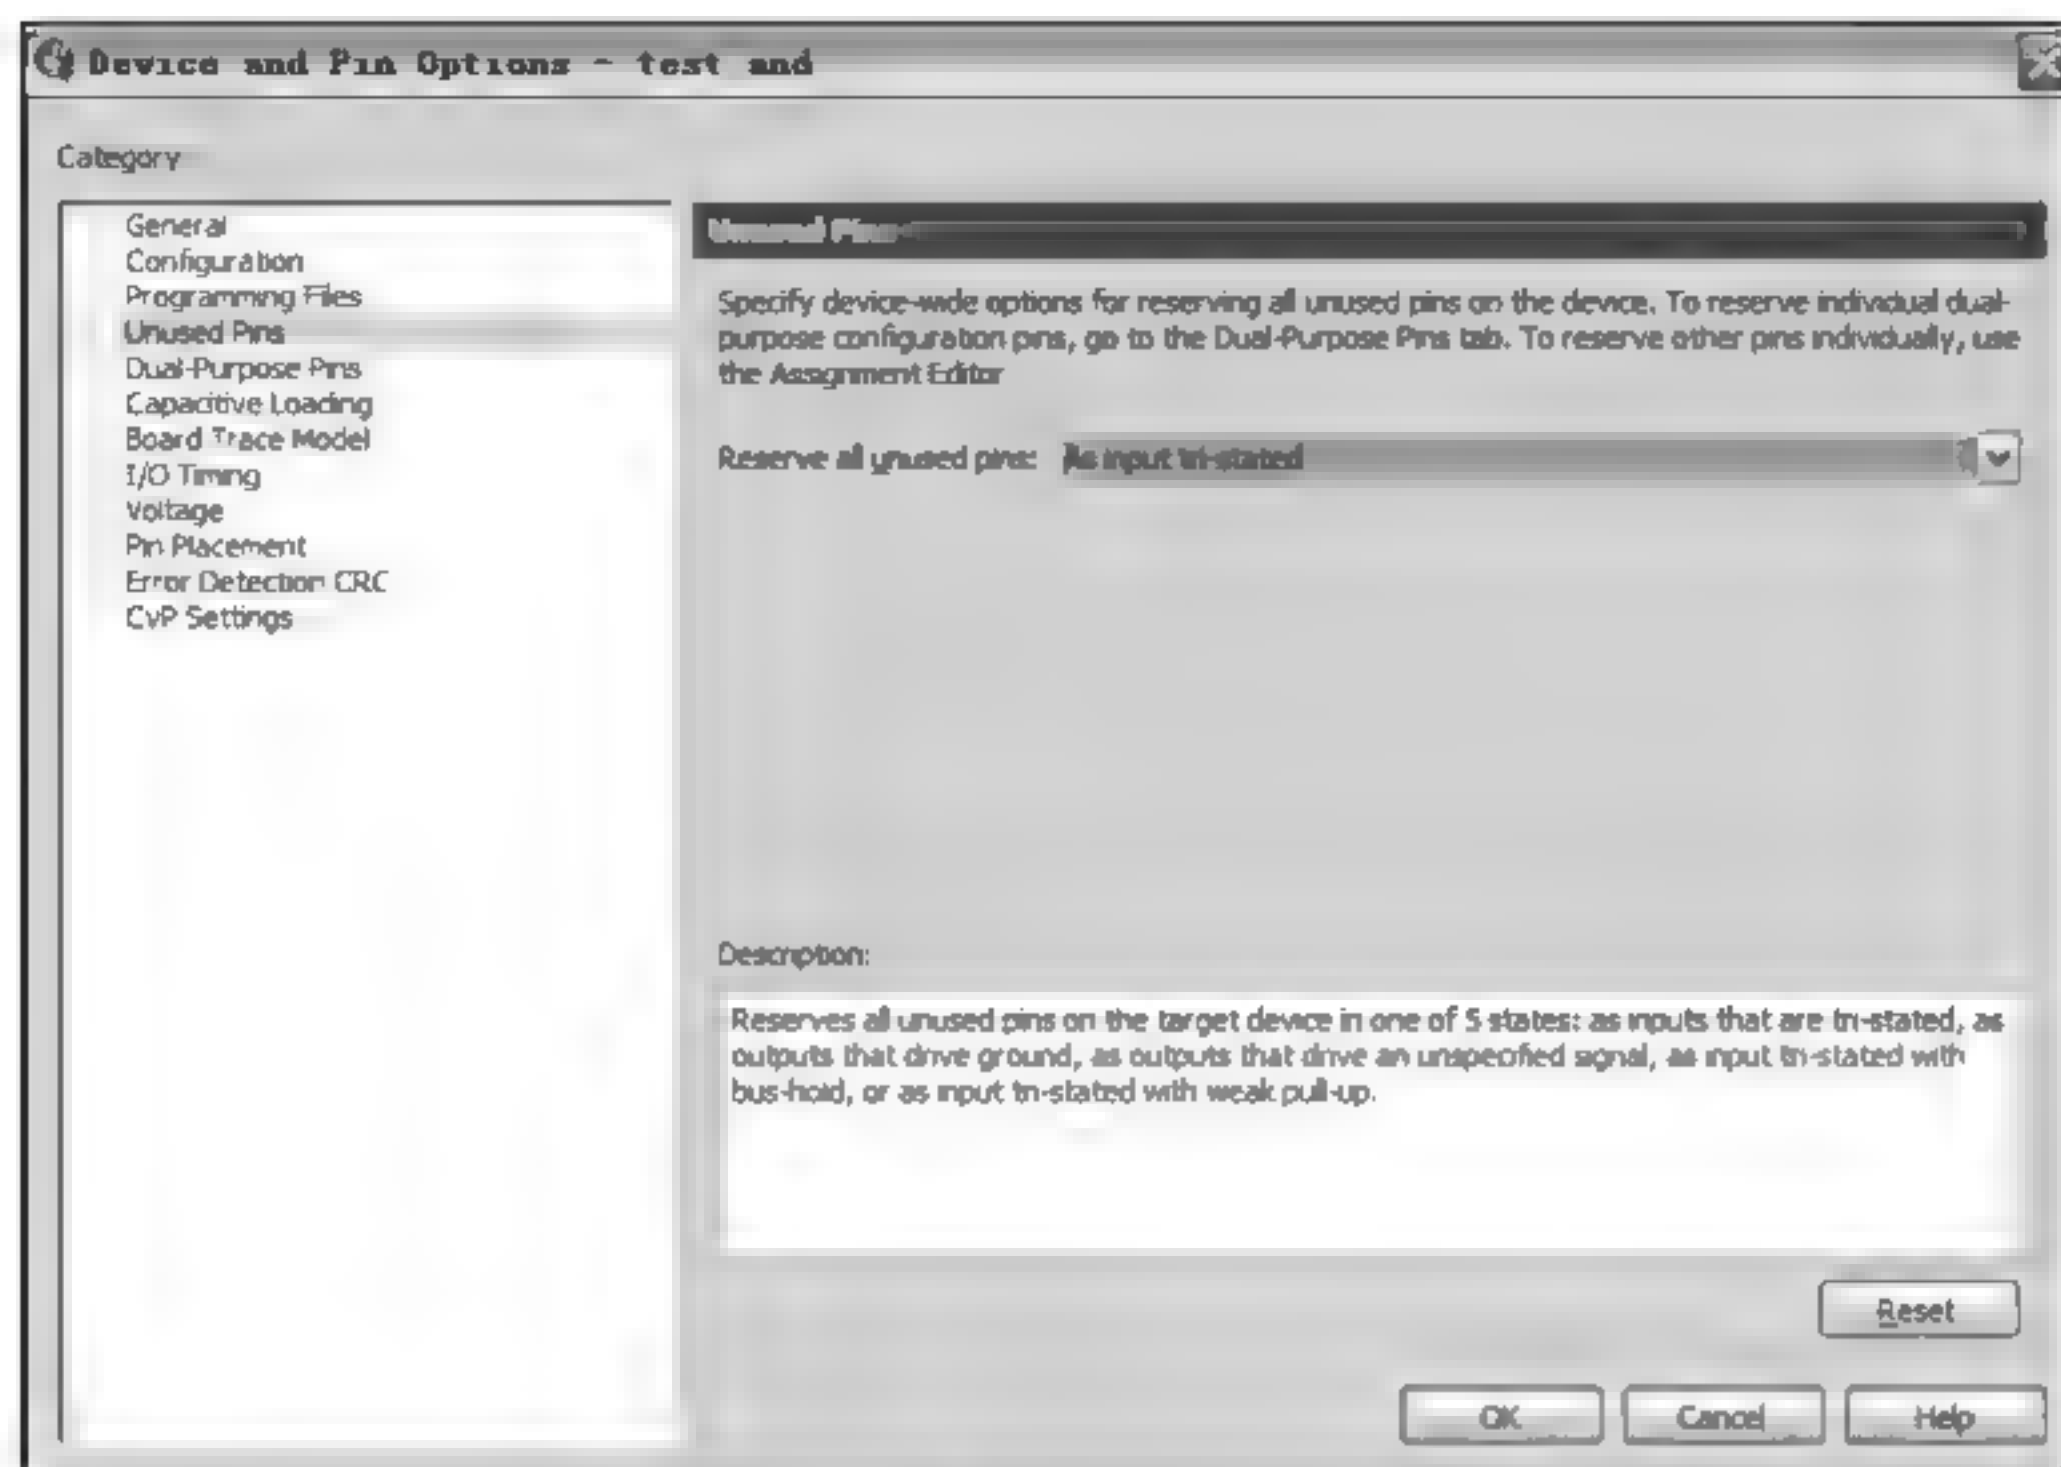 Device and Pin Options - test and
Category
General
Configuration
Programming Files
Unused Pins
Dual-Purpose Pins
Capacitive Loading
Board Trace Model
I/O Timing
Voltage
Pin Placement
Error Detection CRC
CvP Settings
Unused Pins
Specify device-wide options for reserving all unused pins on the device. To reserve individual dual-
purpose configuration pins, go to the Dual-Purpose Pins tab. To reserve other pins individually, use
the Assignment Editor
Reserve all unused pins: As input tri-stated
Description:
Reserves all unused pins on the target device in one of 5 states: as inputs that are tri-stated, as
outputs that drive ground, as outputs that drive an unspecified signal, as input tri-stated with
bus-hold, or as input tri-stated with weak pull-up.
Reset
OK Cancel Help